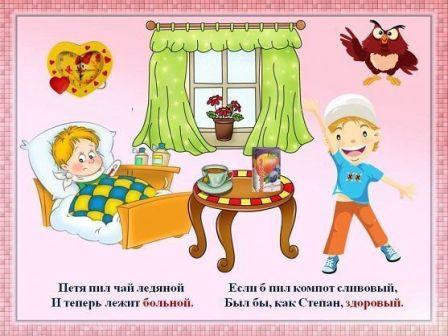 Петя пил чай ледяной
И теперь лежит больной.
Если б пил компот сливовый,
Был бы, как Степан, здоровый.